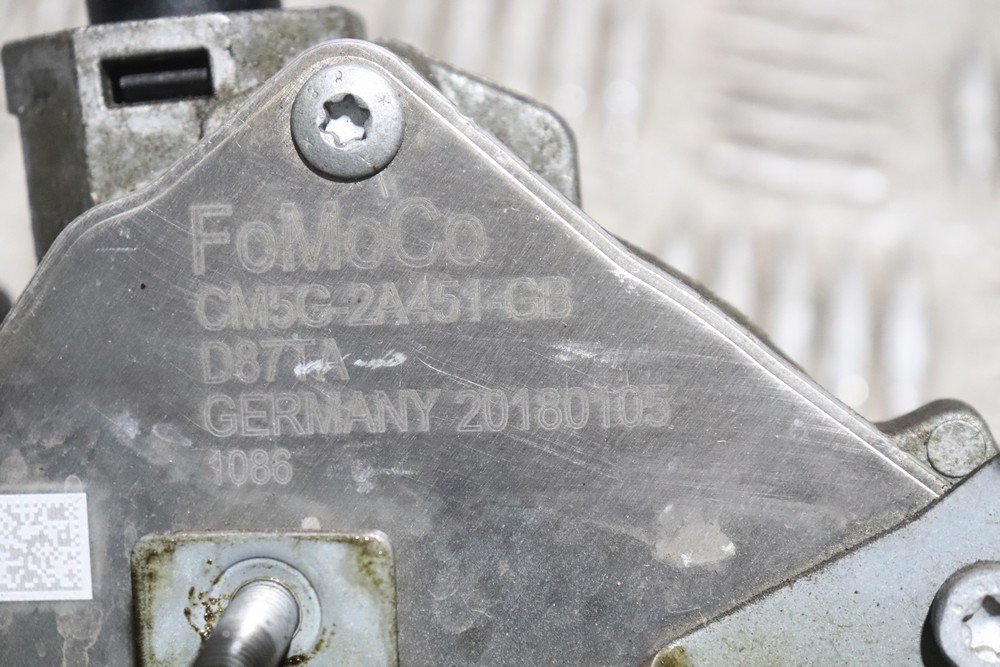 FoMoCo
CM5G-2A451-GB
D87TA
GERMANY 20180105
1086